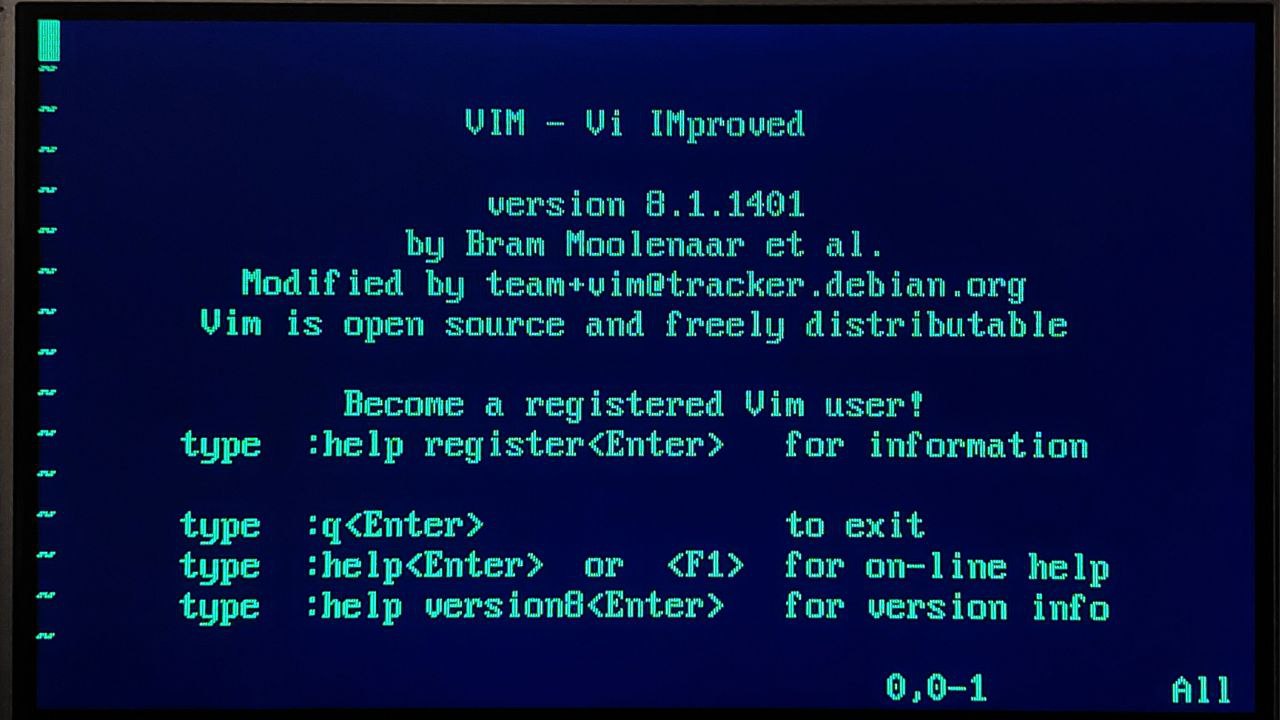 ~
~
VIM - Vi IMproved
~
~
version 8.1.1401
~
by Bram Moolenaar et al.
~
Modified by team+vim@tracker.debian.org
~
Vim is open source and freely distributable
~
~
Become a registered Vim user!
~
type :help register<Enter> for information
~
~
type :q<Enter> to exit
~
type :help<Enter> or <F1> for on-line help
~
type :help version8<Enter> for version info
~
0,0-1 All